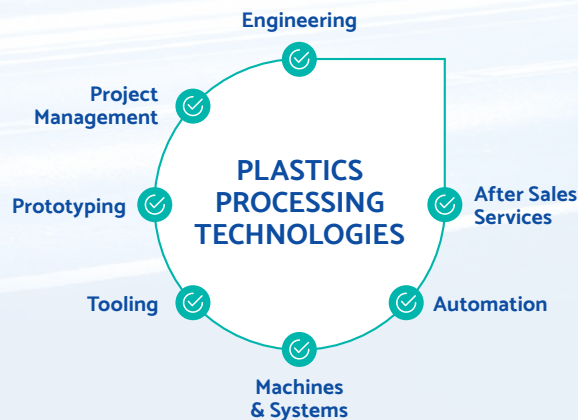 Engineering
Project
Management
Prototyping
PLASTICS
PROCESSING
TECHNOLOGIES
After Sales
Services
Tooling
Automation
Machines
& Systems